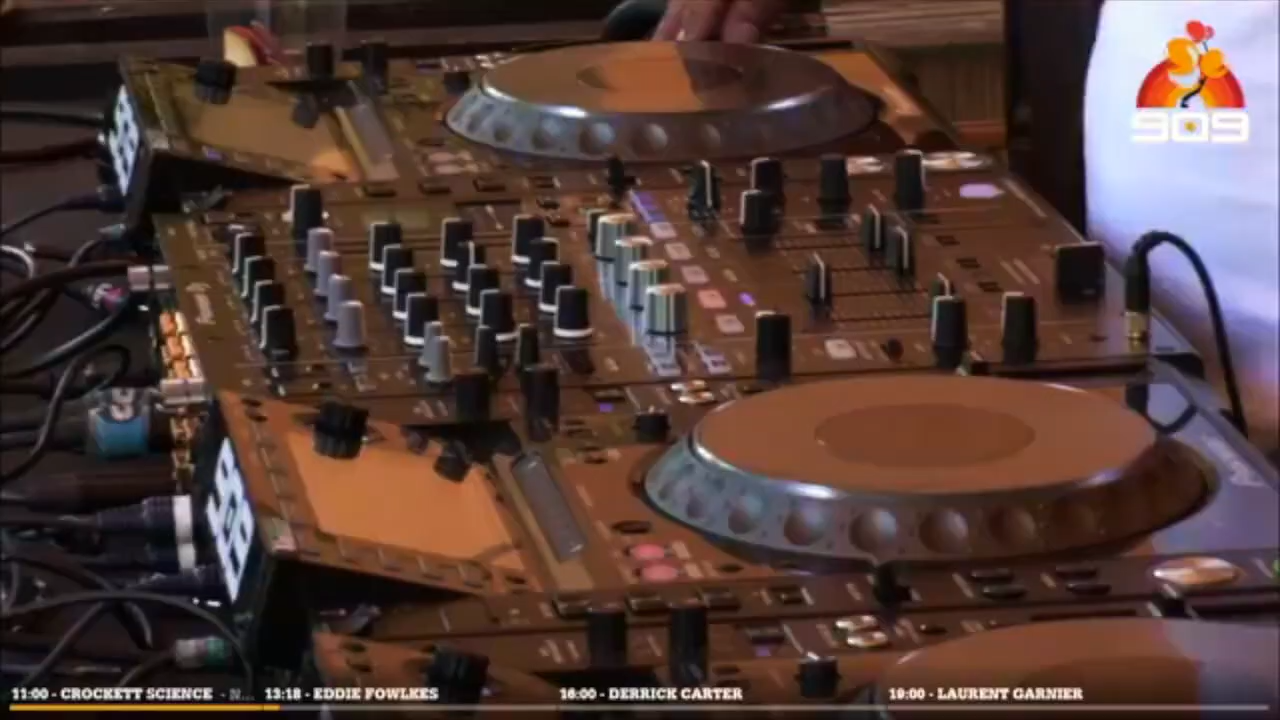 909
11:00 - CROCKETT SCIENCE - N...
13:18 - EDDIE FOWLKES
16:00 - DERRICK CARTER
19:00 - LAURENT GARNIER